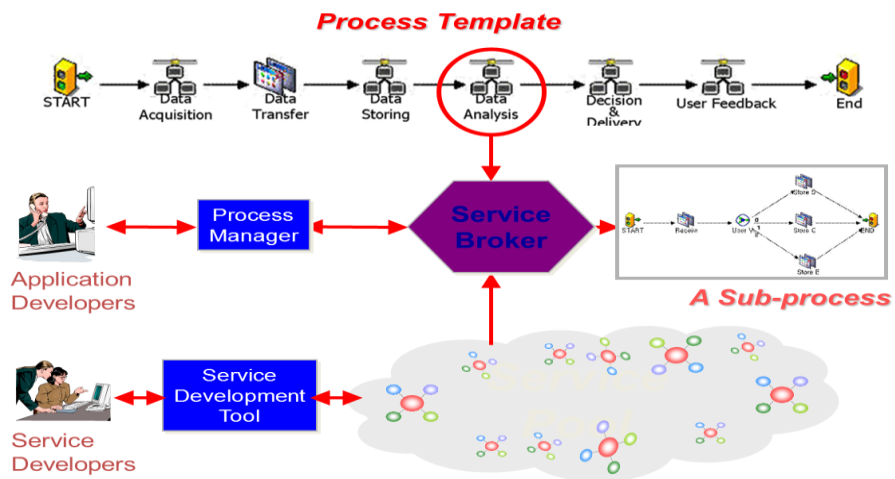 Process Template
START
Data
Acquisition
Data
Transfer
Data
Storing
Data
Analysis
Decision
&
Delivery
User Feedback
End
Process
Manager
Service
Broker
START
Receive
Store C
END
Store B
Application
Developers
A Sub-process
Service
Development
Tool
Service
Developers